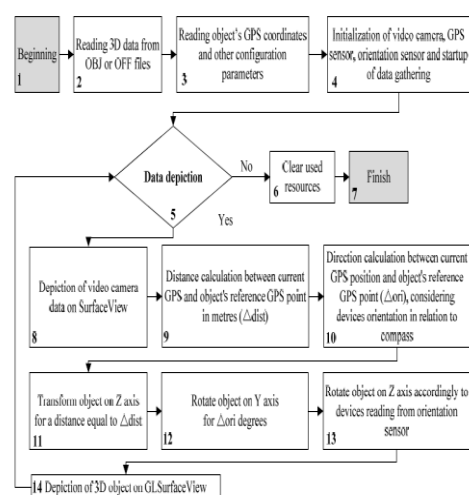 Beginning
1
Reading 3D data from
OBJ or OFF files
2
Reading object's GPS coordinates
and other configuration
parameters
3
Initialization of video camera, GPS
sensor, orientation sensor and startup
of data gathering
4
Data depiction
5
No
Yes
Clear used
resources
6
Finish
7
Depiction of video camera
data on SurfaceView
8
Distance calculation between current
GPS and object's reference GPS point
in metres (△dist)
9
Direction calculation between current
GPS position and object's reference
GPS point (△ori), considering
devices orientation in relation to
compass
10
Transform object on Z axis
for a distance equal to △dist
11
Rotate object on Y axis
for △ori degrees
12
Rotate object on Z axis accordingly to
devices reading from orientation
sensor
13
14 Depiction of 3D object on GLSurfaceView